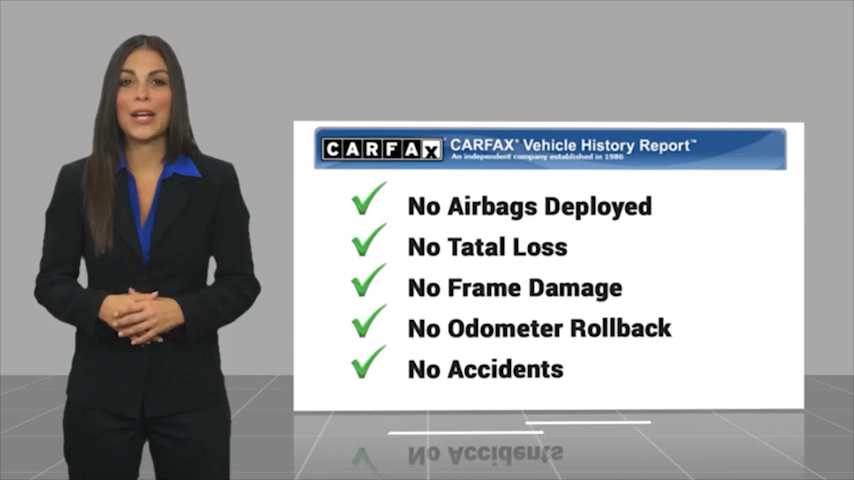 CARFAX CARFAX® Vehicle History Report™
An independent company established in 1986
No Airbags Deployed
No Tatal Loss
No Frame Damage
No Odometer Rollback
No Accidents
No Accidents